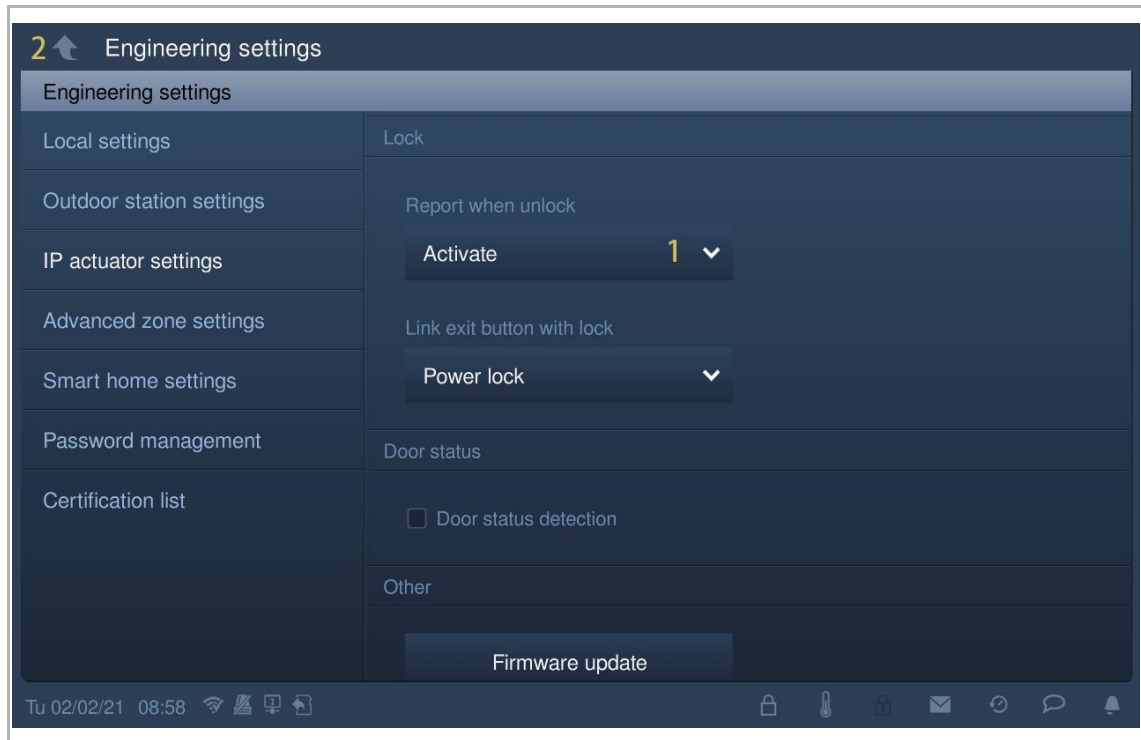 2 Engineering settings
Engineering settings
Local settings
Outdoor station settings
IP actuator settings
Advanced zone settings
Smart home settings
Password management
Certification list
Lock
Report when unlock
Activate 1
Link exit button with lock
Power lock
Door status
Door status detection
Other
Firmware update
Tu 02/02/21 08:58